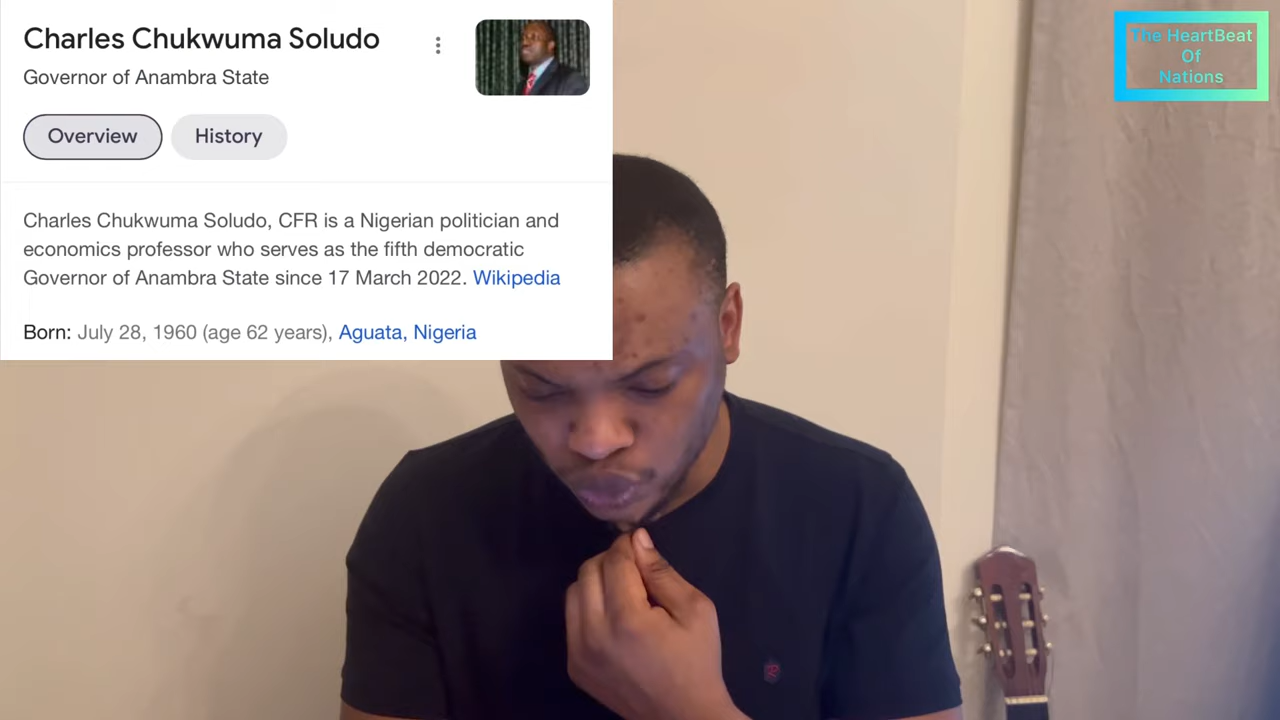 Charles Chukwuma Soludo
Governor of Anambra State
Overview
History
Charles Chukwuma Soludo, CFR is a Nigerian politician and
economics professor who serves as the fifth democratic
Governor of Anambra State since 17 March 2022. Wikipedia
Born: July 28, 1960 (age 62 years), Aguata, Nigeria
The HeartBeat
Of
Nations